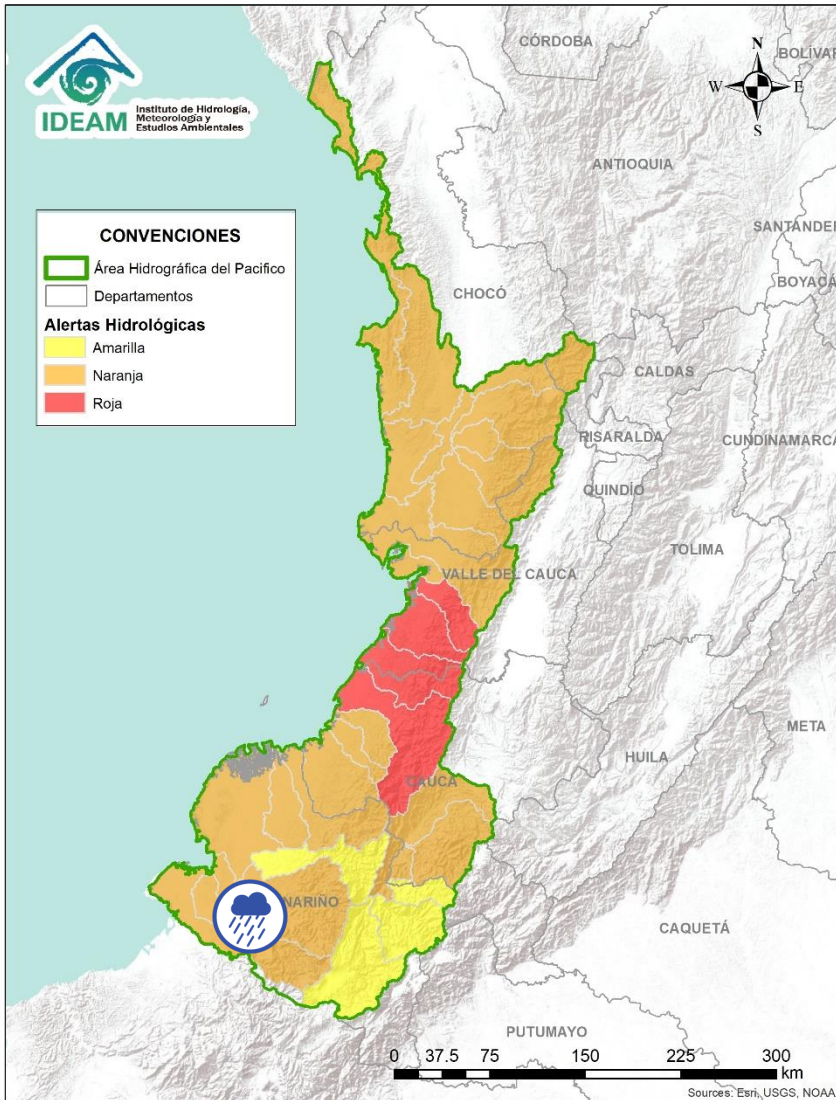 IDEAM
Instituto de Hidrología,
Meteorología y
Estudios Ambientales
CÓRDOBA
BOLÍVAR
N
W
E
S
ANTIOQUIA
SANTANDER
BOYACÁ
CONVENCIONES
Área Hidrográfica del Pacifico
Departamentos
Alertas Hidrológicas
Amarilla
Naranja
Roja
CHOCÓ
CALDAS
RISARALDA
CUNDINAMARCA
QUINDÍO
TOLIMA
VALLE DEL CAUCA
META
HUILA
CAUCA
NARIÑO
CAQUETÁ
PUTUMAYO
0 37.5 75 150 225 300
km
Sources: Esri, USGS, NOAA